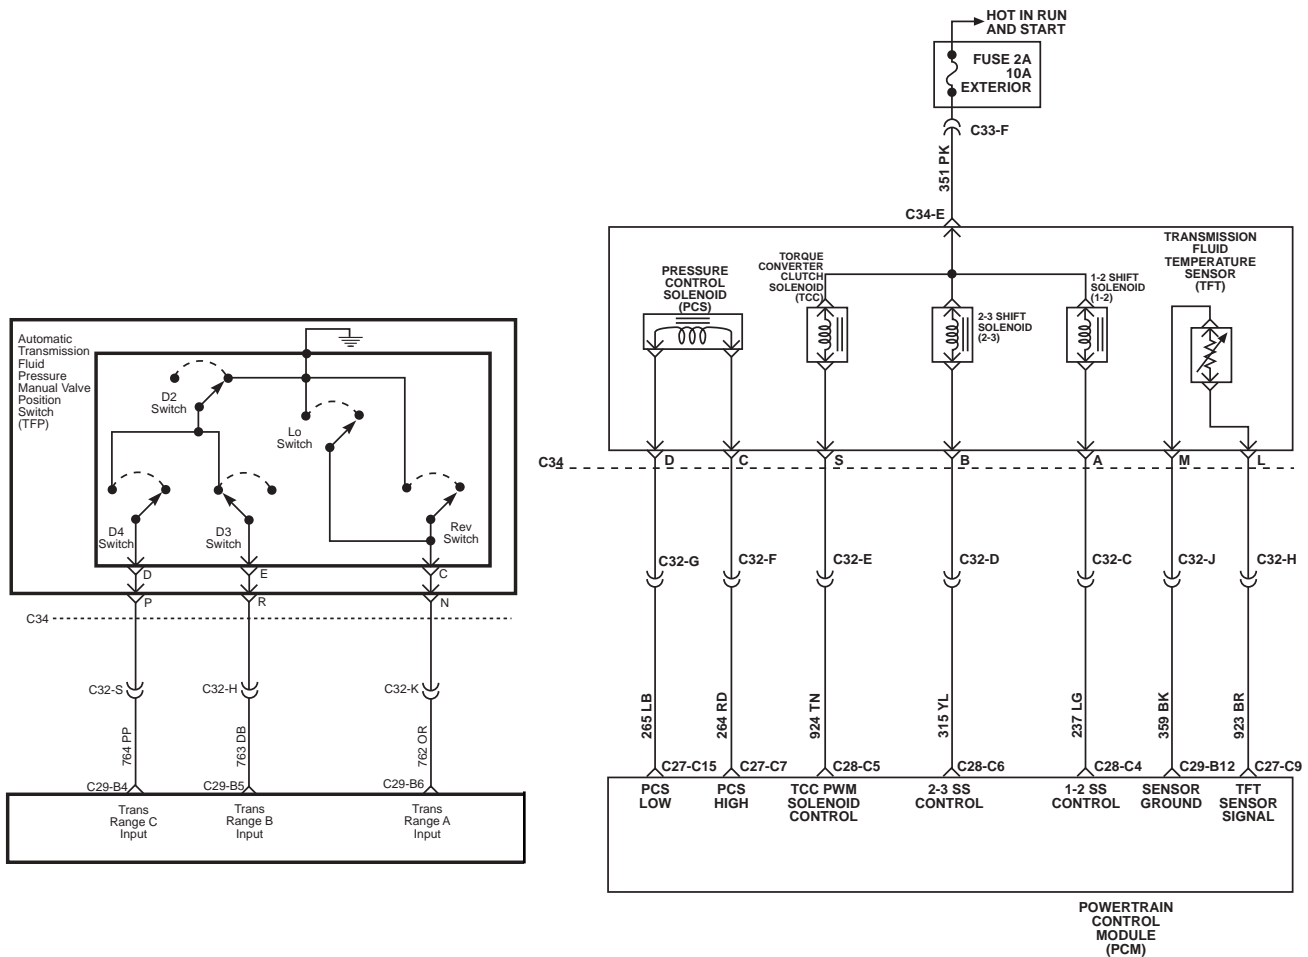 HOT IN RUN
AND START
FUSE 2A
10A
EXTERIOR
C33-F
351 PK
C34-E
PRESSURE
CONTROL
SOLENOID
(PCS)
TORQUE
CONVERTER
CLUTCH
SOLENOID
(TCC)
2-3 SHIFT
SOLENOID
(2-3)
1-2 SHIFT
SOLENOID
(1-2)
TRANSMISSION
FLUID
TEMPERATURE
SENSOR
(TFT)
C34
D
C
S
B
A
M
L
C32-G
C32-F
C32-E
C32-D
C32-C
C32-J
C32-H
265 LB
264 RD
924 TN
315 YL
237 LG
359 BK
923 BR
C27-C15
C27-C7
C28-C5
C28-C6
C28-C4
C29-B12
C27-C9
PCS
LOW
PCS
HIGH
TCC PWM
SOLENOID
CONTROL
2-3 SS
CONTROL
1-2 SS
CONTROL
SENSOR
GROUND
TFT
SENSOR
SIGNAL
POWERTRAIN
CONTROL
MODULE
(PCM)
Automatic
Transmission
Fluid
Pressure
Manual Valve
Position
Switch
(TFP)
D2
Switch
Lo
Switch
D4
Switch
D3
Switch
Rev
Switch
D
E
C
P
R
N
C34
C32-S
C32-H
C32-K
764 PP
763 DB
762 OR
C29-B4
C29-B5
C29-B6
Trans
Range C
Input
Trans
Range B
Input
Trans
Range A
Input